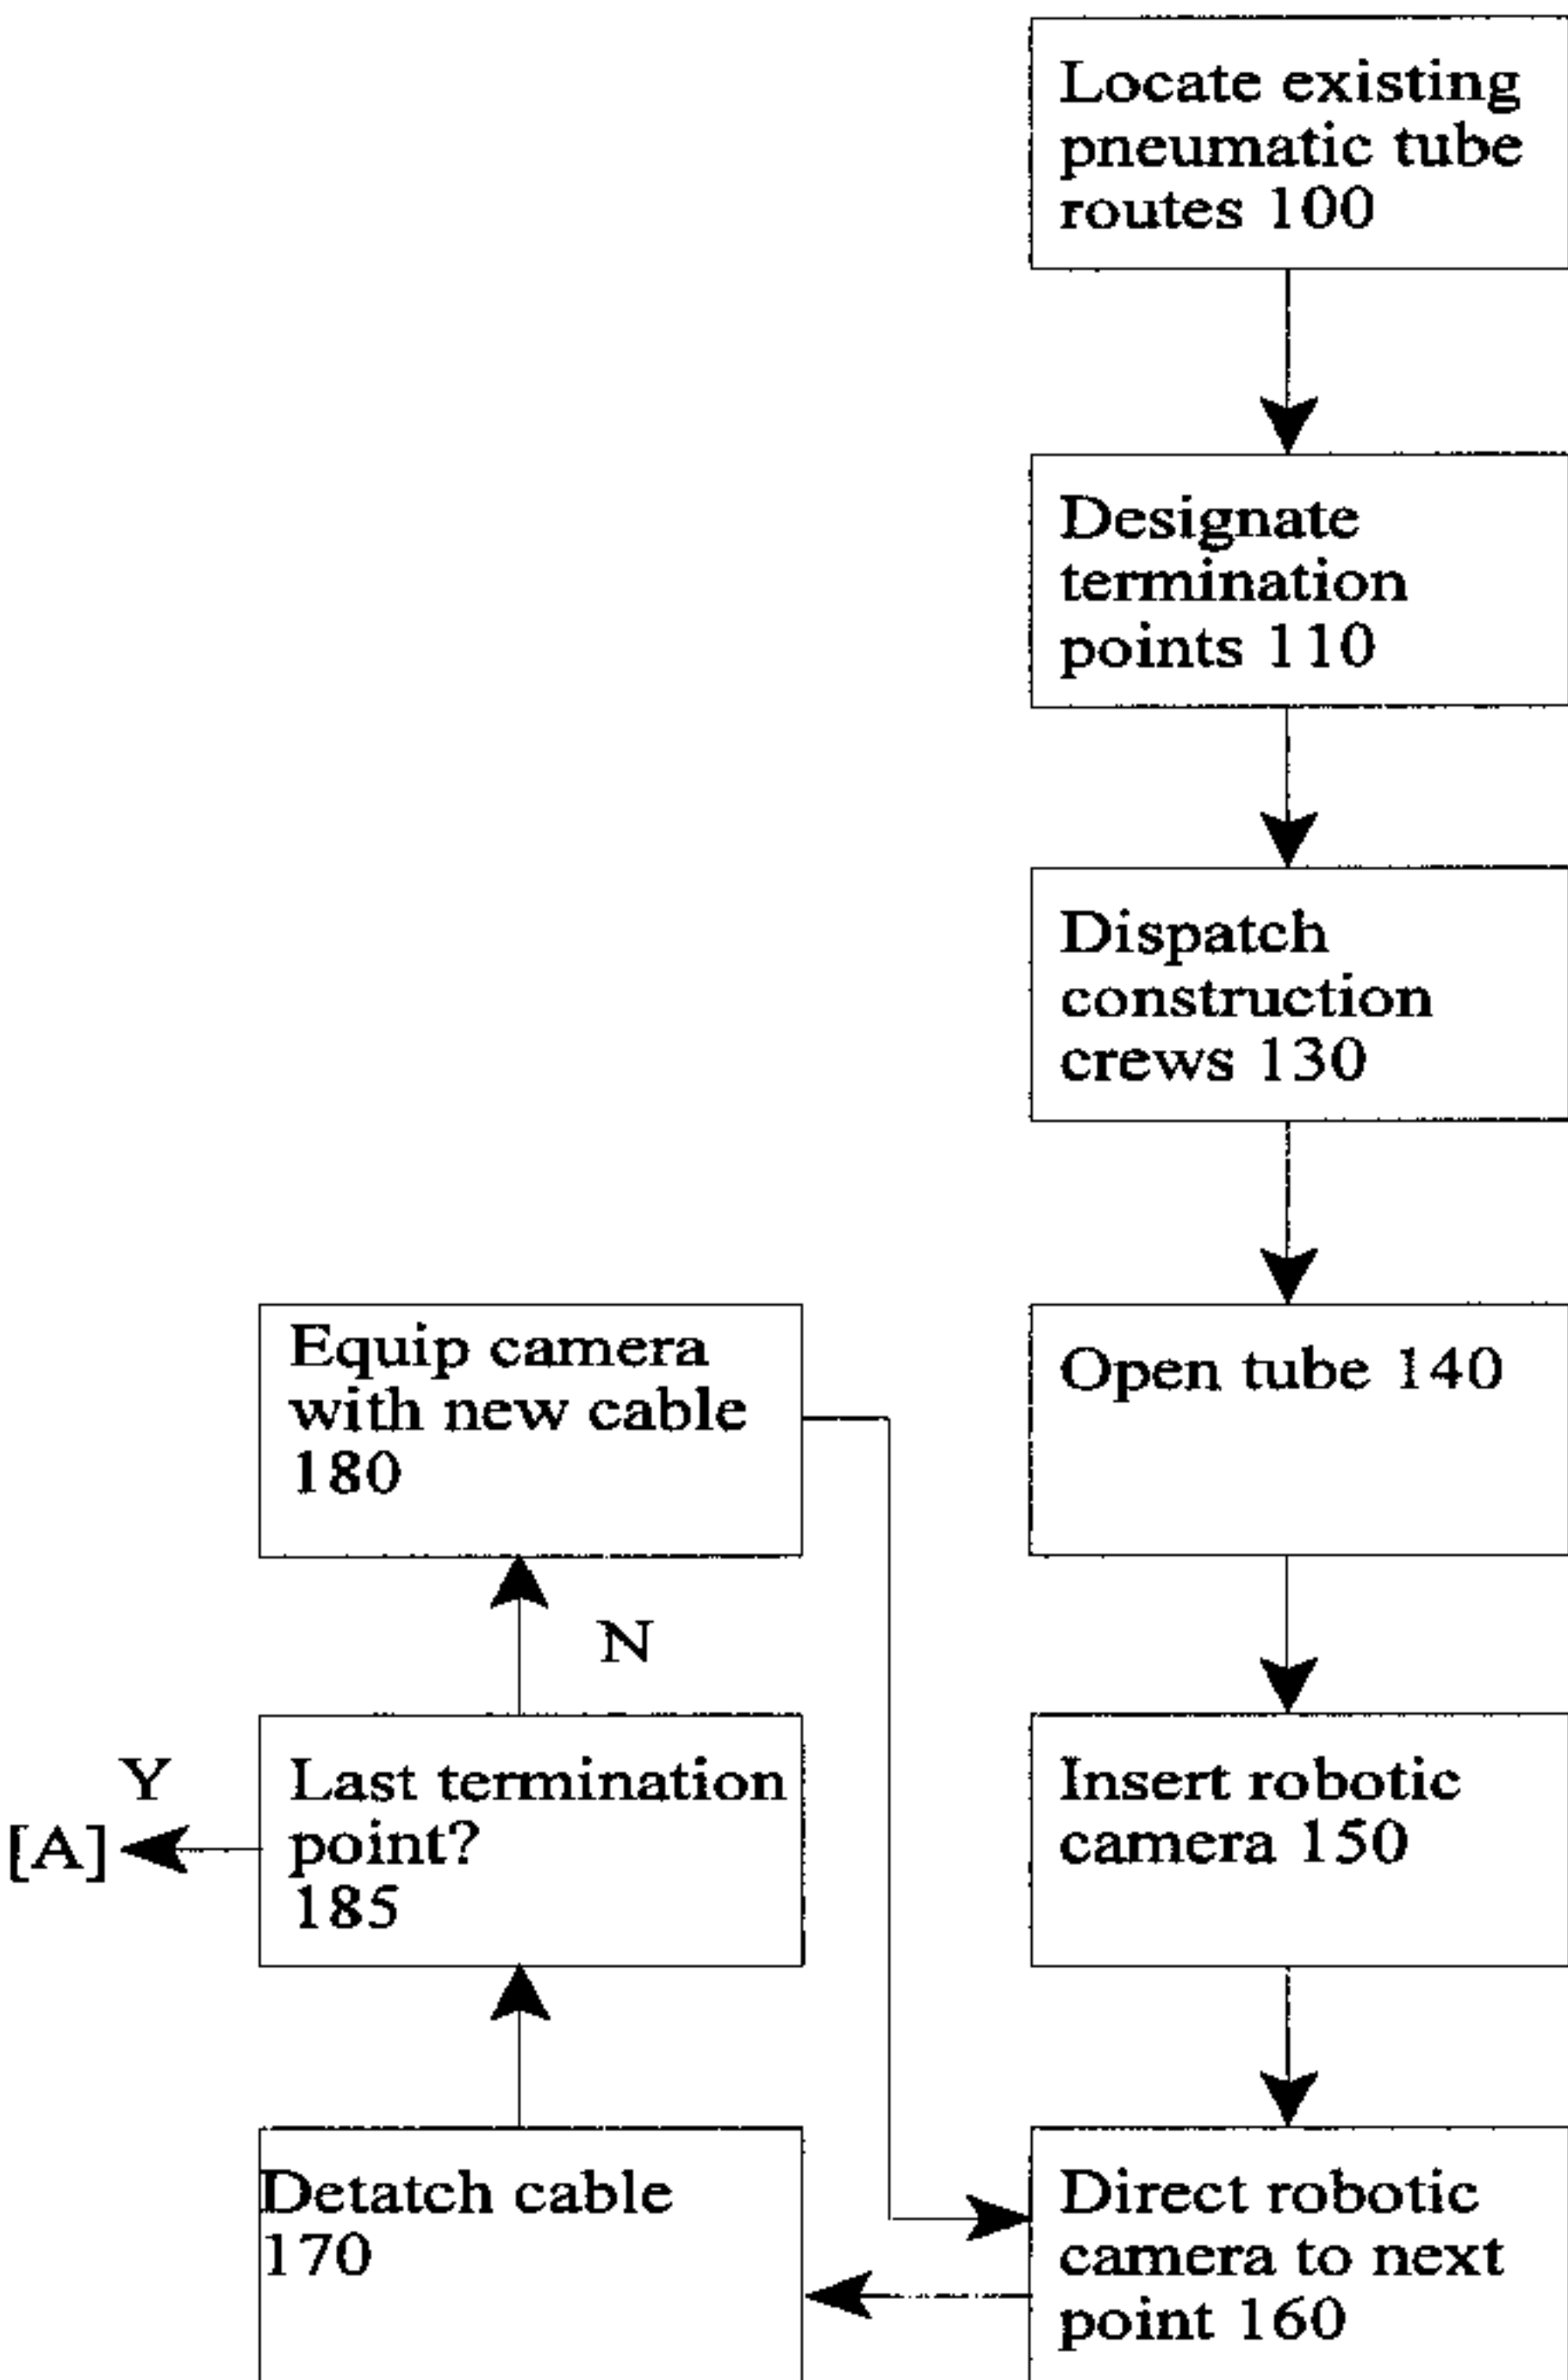 Locate existing
pneumatic tube
routes 100
Designate
termination
points 110
Dispatch
construction
crews 130
Open tube 140
Insert robotic
camera 150
Direct robotic
camera to next
point 160
Detatch cable
170
Last termination
point?
185
Y
[A]
N
Equip camera
with new cable
180